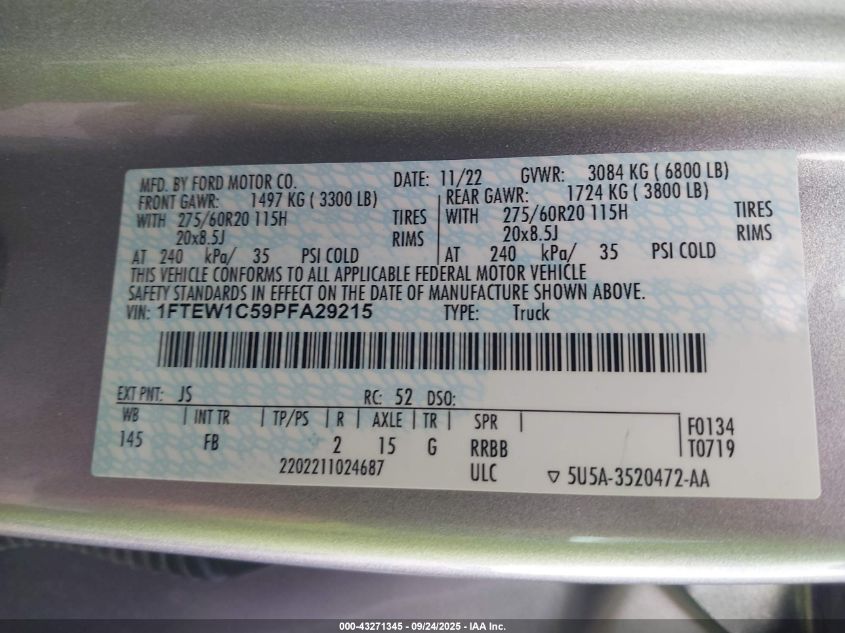 MFD. BY FORD MOTOR CO. DATE: 11/22 GVWR: 3084 KG ( 6800 LB)
FRONT GAWR: 1497 KG ( 3300 LB) REAR GAWR: 1724 KG ( 3800 LB)
WITH 275/60R20 115H TIRES WITH 275/60R20 115H TIRES
20x8.5J RIMS 20x8.5J RIMS
AT 240 kPa/ 35 PSI COLD AT 240 kPa/ 35 PSI COLD
THIS VEHICLE CONFORMS TO ALL APPLICABLE FEDERAL MOTOR VEHICLE
SAFETY STANDARDS IN EFFECT ON THE DATE OF MANUFACTURE SHOWN ABOVE.
VIN: 1FTEW1C59PFA29215 TYPE: Truck
EXT PNT: JS RC: 52 DSO:
WB INT TR TP/PS R AXLE TR SPR F0134
145 FB 2 15 G RRBB T0719
2202211024687 ULC ▽ 5U5A-3520472-AA
000-43271345 - 09/24/2025 - IAA Inc.